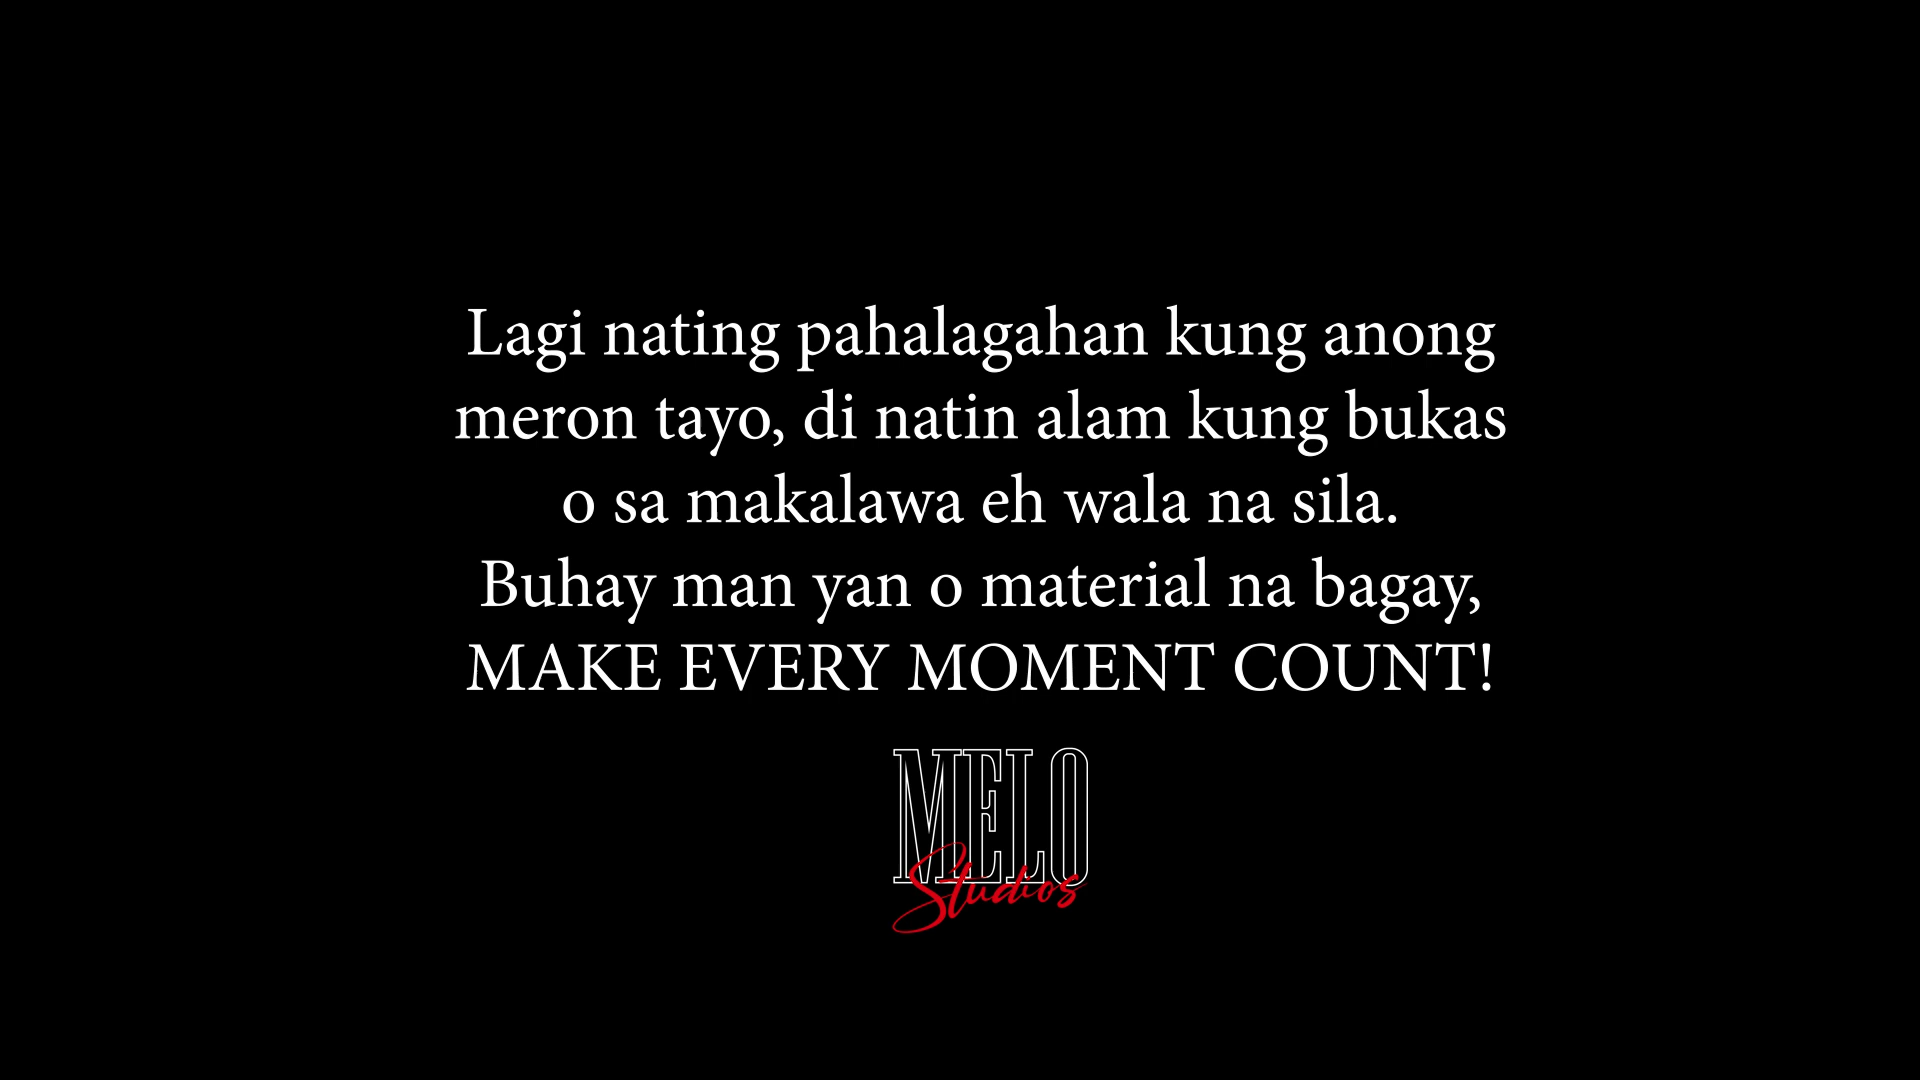 Lagi nating pahalagahan kung anong
meron tayo, di natin alam kung bukas
o sa makalawa eh wala na sila.
Buhay man yan o material na bagay,
MAKE EVERY MOMENT COUNT!
MELO
Studios